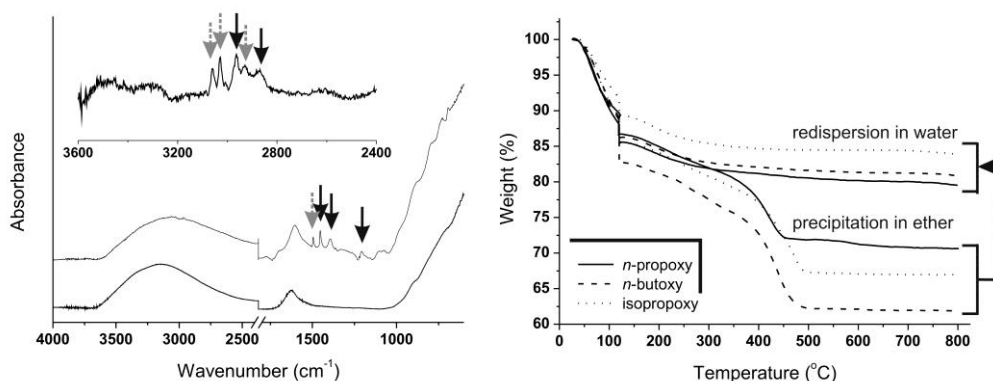 3600 3200 2800 2400
Absorbance
4000 3500 3000 2500 1500 1000
Wavenumber (cm⁻¹)
100
95
90
85
80
75
70
65
60
Weight (%)
redispersion in water
precipitation in ether
n-propoxy
n-butoxy
isopropoxy
0 100 200 300 400 500 600 700 800
Temperature (°C)